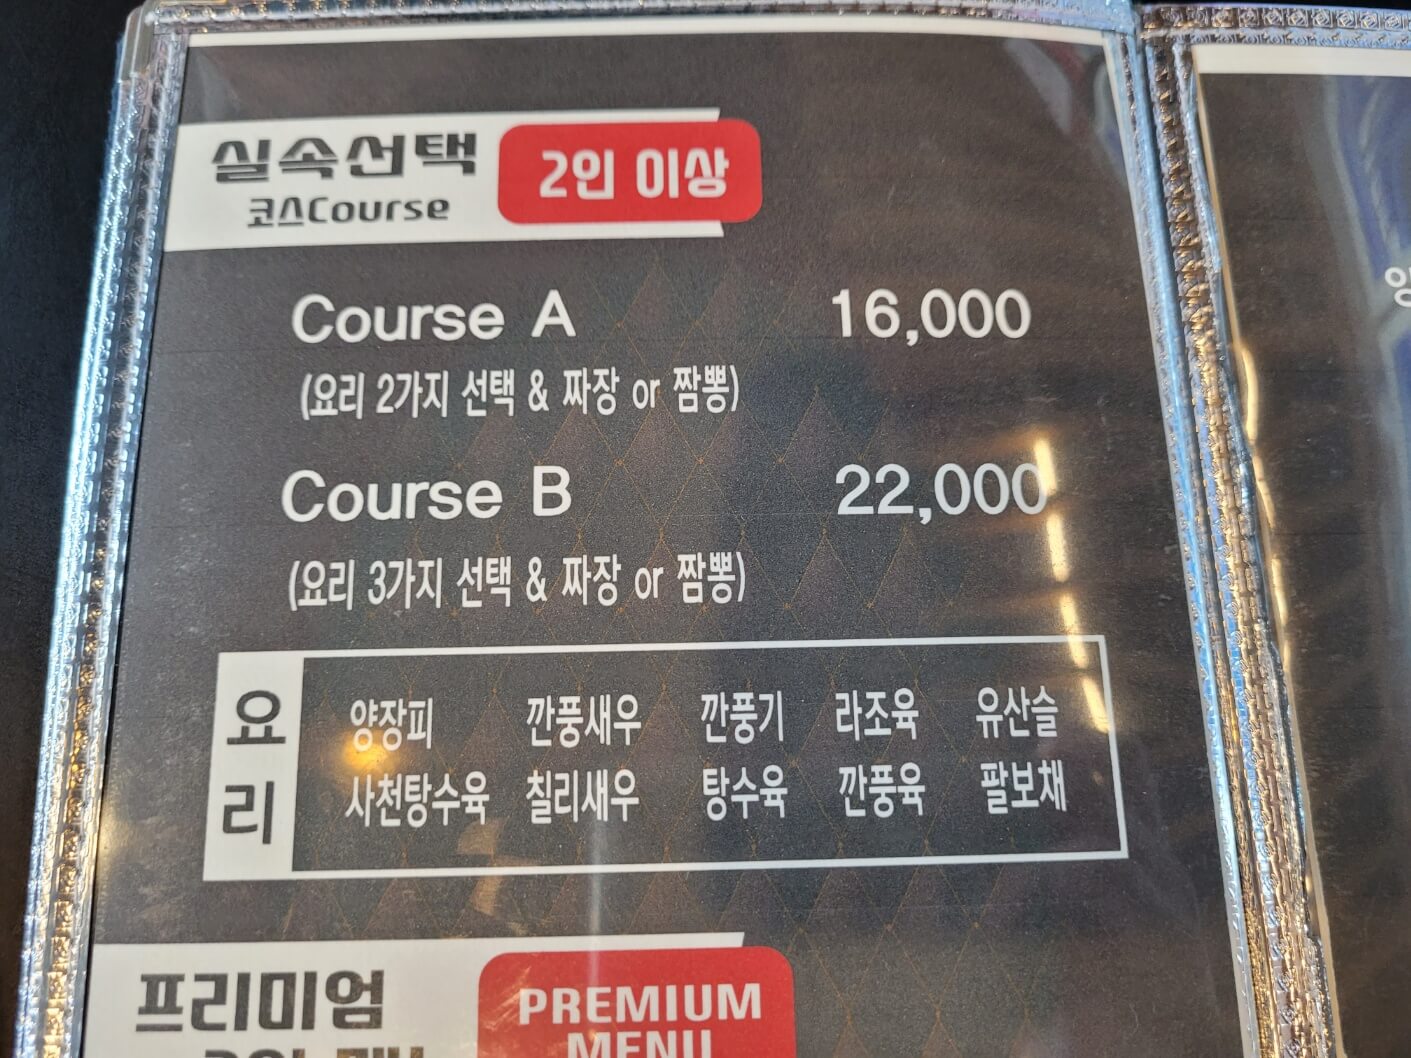 실속선택
코스Course
2인 이상
Course A 16,000
(요리 2가지 선택 & 짜장 or 짬뽕)
Course B 22,000
(요리 3가지 선택 & 짜장 or 짬뽕)
요리
양장피 깐풍새우 깐풍기 라조육 유산슬
사천탕수육 칠리새우 탕수육 깐풍육 팔보채
프리미엄
PREMIUM
MENU